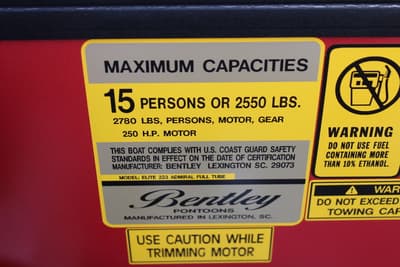 MAXIMUM CAPACITIES
15 PERSONS OR 2550 LBS.
2780 LBS, PERSONS, MOTOR, GEAR
250 H.P. MOTOR
THIS BOAT COMPLIES WITH U.S. COAST GUARD SAFETY
STANDARDS IN EFFECT ON THE DATE OF CERTIFICATION
MANUFACTURER: BENTLEY LEXINGTON SC. 29073
MODEL: ELITE 253 ADMIRAL FULL TUBE
Bentley
PONTOONS
MANUFACTURED IN LEXINGTON, SC.
USE CAUTION WHILE
TRIMMING MOTOR
WARNING
DO NOT USE FUEL
CONTAINING MORE
THAN 10% ETHANOL.
WAR
DO NOT EXCEED
TOWING CAP